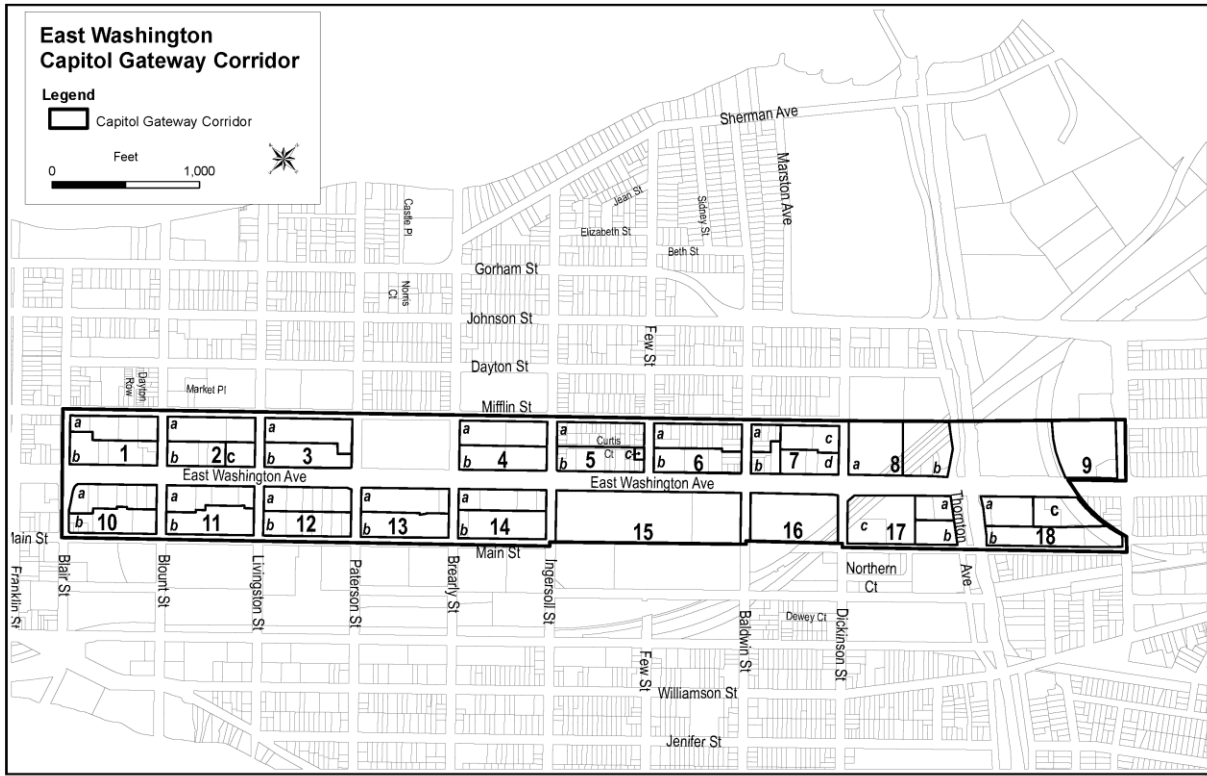 East Washington
Capitol Gateway Corridor
Legend
Capitol Gateway Corridor
Feet
0 1,000
Sherman Ave
Marston Ave
Jean St
Sidney St
Castle Pl
Elizabeth St
Beth St
Gorham St
Norris
Ct
Johnson St
Few St
Dayton St
Dayton
Row
Market Pl
Mifflin St
a a a a a a a c
Curtis
Ct
1 2 c 3 4 5 c 6 7 8 9
b b b b b b b d a b
East Washington Ave East Washington Ave
a a a a a a a c
10 11 12 13 14 15 16 c 17 18
b b b b b b b
Thornton
Ave
Main St Main St
Northern
Ct
Franklin St
Blair St
Blount St
Livingston St
Paterson St
Brearly St
Ingersoll St
Baldwin St
Dickinson St
Dewey Ct
Few St
Williamson St
Jenifer St